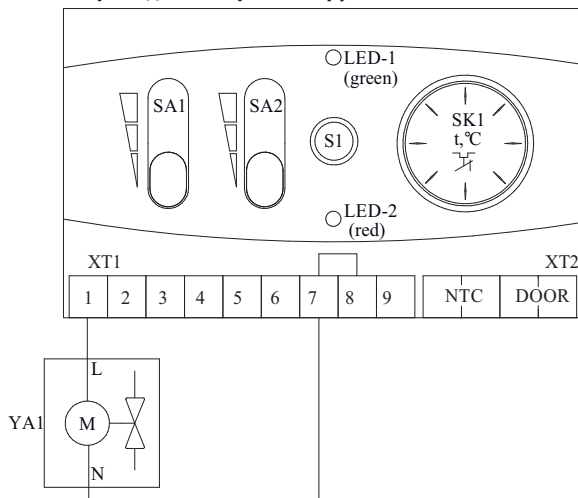 LED-1
(green)
SA1
SA2
SK1
t,°C
S1
LED-2
(red)
XT1
XT2
1 2 3 4 5 6 7 8 9 NTC DOOR
L
YA1
M
N